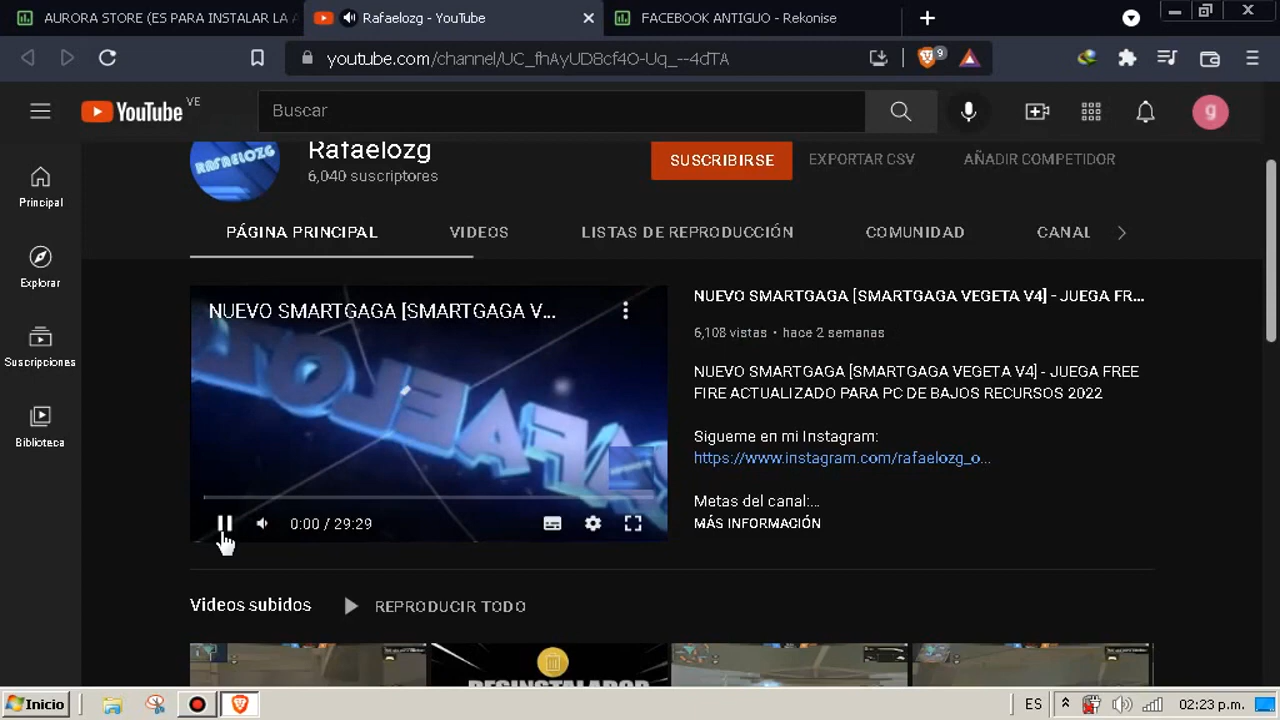 AURORA STORE (ES PARA INSTALAR LA A
Rafaelozg - YouTube
FACEBOOK ANTIGUO - Rekonise
youtube.com/channel/UC_fhAyUD8cf4O-Uq_--4dTA
9
YouTube VE
Buscar
g
RAFAELOZG
Rafaelozg
6,040 suscriptores
SUSCRIBIRSE
EXPORTAR CSV
AÑADIR COMPETIDOR
Principal
Explorar
Suscripciones
Biblioteca
PÁGINA PRINCIPAL
VIDEOS
LISTAS DE REPRODUCCIÓN
COMUNIDAD
CANAL
NUEVO SMARTGAGA [SMARTGAGA V...
0:00 / 29:29
NUEVO SMARTGAGA [SMARTGAGA VEGETA V4] - JUEGA FR...
6,108 vistas • hace 2 semanas
NUEVO SMARTGAGA [SMARTGAGA VEGETA V4] - JUEGA FREE
FIRE ACTUALIZADO PARA PC DE BAJOS RECURSOS 2022
Sigueme en mi Instagram:
https://www.instagram.com/rafaelozg_o...
Metas del canal:...
MÁS INFORMACIÓN
Videos subidos
REPRODUCIR TODO
DESINSTALADOR
Inicio
ES
02:23 p.m.